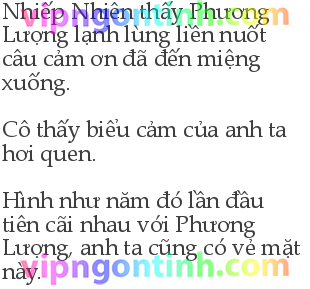 Nhiếp Nhiên thấy Phương
Lượng lạnh lùng liền nuốt
câu cảm ơn đã đến miệng
xuống.
Cô thấy biểu cảm của anh ta
hơi quen.
Hình như năm đó lần đầu
tiên cãi nhau với Phương
Lượng, anh ta cũng có vẻ mặt
này.
vipngontinh.com
vipngontinh.com